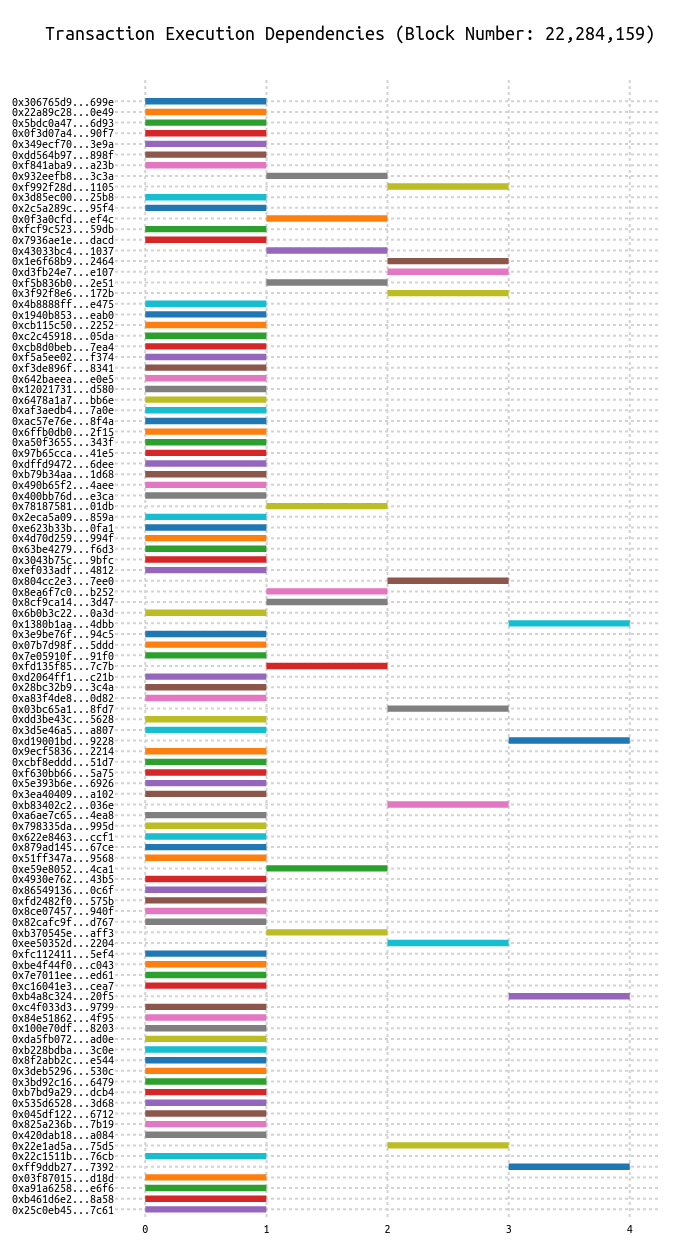 Transaction Execution Dependencies (Block Number: 22,284,159)
0x306765d9...699e
0x22a89c28...0e49
0x5bdc0a47...6d93
0x0f3d07a4...90f7
0x349ecf70...3e9a
0xdd564b97...898f
0xf841aba9...a23b
0x932eefb8...3c3a
0xf992f28d...1105
0x3d85ec00...25b8
0x2c5a289c...95f4
0x0f3a0cfd...ef4c
0xfcf9c523...59db
0x7936ae1e...dacd
0x43033bc4...1037
0x1e6f68b9...2464
0xd3fb24e7...e107
0xf5b836b0...2e51
0x3f92f8e6...172b
0x4b8888ff...e475
0x1940b853...eab0
0xcb115c50...2252
0xc2c45918...05da
0xcb8d0beb...7ea4
0xf5a5ee02...f374
0xf3de896f...8341
0x642baeea...e0e5
0x12021731...d580
0x6478a1a7...bb6e
0xaf3aedb4...7a0e
0xac57e76e...8f4a
0x6ffb0db0...2f15
0xa50f3655...343f
0x97b65cca...41e5
0xdffd9472...6dee
0xb79b34aa...1d68
0x490b65f2...4aee
0x400bb76d...e3ca
0x78187581...01db
0x2eca5a09...859a
0xe623b33b...0fa1
0x4d70d259...994f
0x63be4279...f6d3
0x3043b75c...9bfc
0xef033adf...4812
0x804cc2e3...7ee0
0x8ea6f7c0...b252
0x8cf9ca14...3d47
0x6b0b3c22...0a3d
0x1380b1aa...4dbb
0x3e9be76f...94c5
0x07b7d98f...5ddd
0x7e05910f...91f0
0xfd135f85...7c7b
0xd2064ff1...c21b
0x28bc32b9...3c4a
0xa83f4de8...0d82
0x03bc65a1...8fd7
0xdd3be43c...5628
0x3d5e46a5...a807
0xd19001bd...9228
0x9ecf5836...2214
0xcbf8eddd...51d7
0xf630bb66...5a75
0x5e393b6e...6926
0x3ea40409...a102
0xb83402c2...036e
0xa6ae7c65...4ea8
0x798335da...995d
0x622e8463...ccf1
0x879ad145...67ce
0x51ff347a...9568
0xe59e8052...4ca1
0x4930e762...43b5
0x86549136...0c6f
0xfd2482f0...575b
0x8ce07457...940f
0x82cafc9f...d767
0xb370545e...aff3
0xee50352d...2204
0xfc112411...5ef4
0xbe4f44f0...c043
0x7e7011ee...ed61
0xc16041e3...cea7
0xb4a8c324...20f5
0xc4f033d3...9799
0x84e51862...4f95
0x100e70df...8203
0xda5fb072...ad0e
0xb228bdba...3c0e
0x8f2abb2c...e544
0x3deb5296...530c
0x3bd92c16...6479
0xb7bd9a29...dcb4
0x535d6528...3d68
0x045df122...6712
0x825a236b...7b19
0x420dab18...a084
0x22e1ad5a...75d5
0x22c1511b...76cb
0xff9ddb27...7392
0x03f87015...d18d
0xa91a6258...e6f6
0xb461d6e2...8a58
0x25c0eb45...7c61
0 1 2 3 4